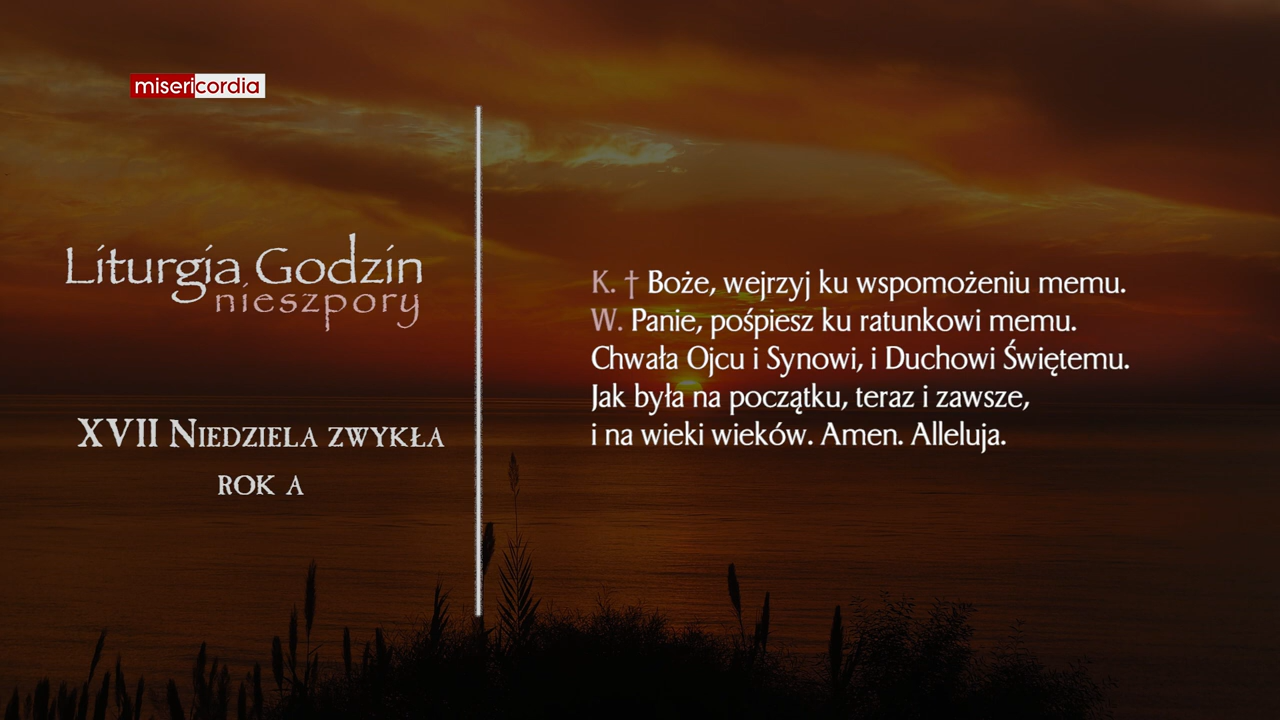 misericordia
Liturgia Godzin
nieszpory
XVII Niedziela zwykła
rok A
K. † Boże, wejrzyj ku wspomożeniu memu.
W. Panie, pośpiesz ku ratunkowi memu.
Chwała Ojcu i Synowi, i Duchowi Świętemu.
Jak była na początku, teraz i zawsze,
i na wieki wieków. Amen. Alleluja.